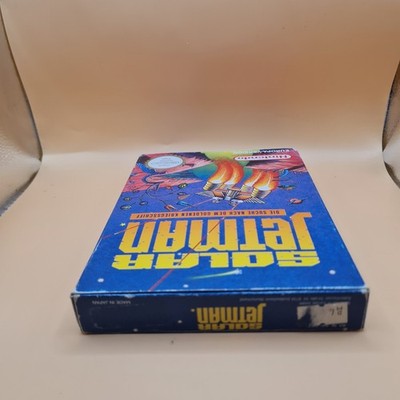 Nintendo
DIE SUCHE NACH DEM GOLDENEN KRIEGSSCHIFF
SOLAR
JETMAN
SOLAR
JETMAN
MADE IN JAPAN